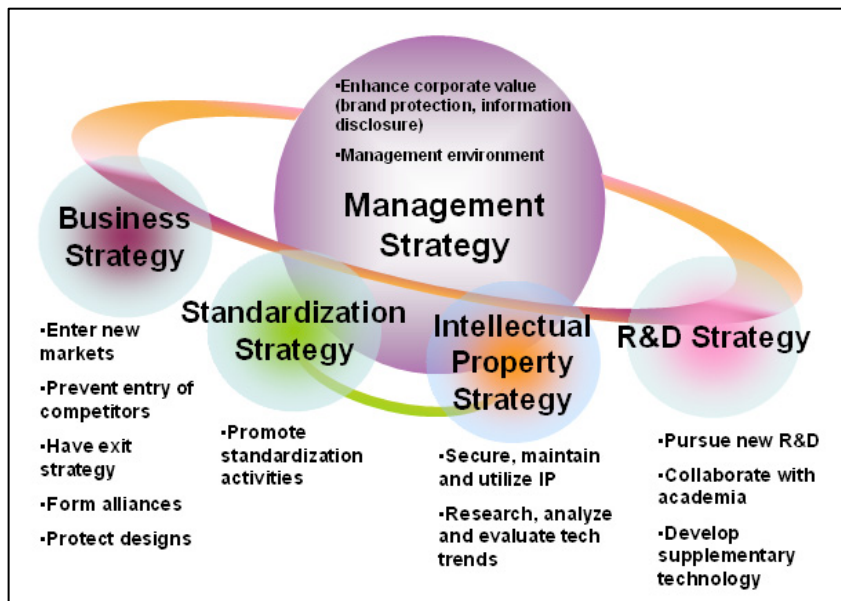 ▪Enhance corporate value
(brand protection, information
disclosure)
▪Management environment
Management
Strategy
Business
Strategy
▪Enter new
markets
▪Prevent entry of
competitors
▪Have exit
strategy
▪Form alliances
▪Protect designs
Standardization
Strategy
▪Promote
standardization
activities
Intellectual
Property
Strategy
▪Secure, maintain
and utilize IP
▪Research, analyze
and evaluate tech
trends
R&D Strategy
▪Pursue new R&D
▪Collaborate with
academia
▪Develop
supplementary
technology